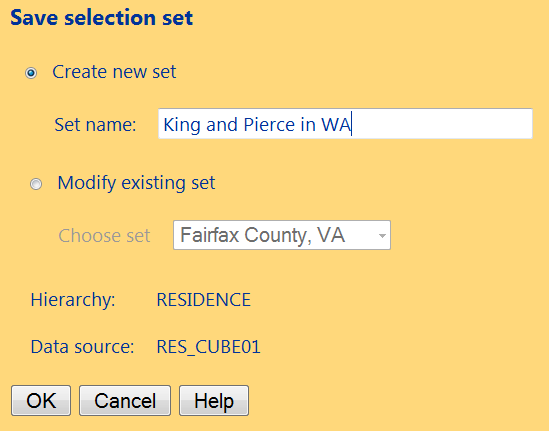 Save selection set
Create new set
Set name: King and Pierce in WA
Modify existing set
Choose set Fairfax County, VA
Hierarchy: RESIDENCE
Data source: RES_CUBE01
OK Cancel Help